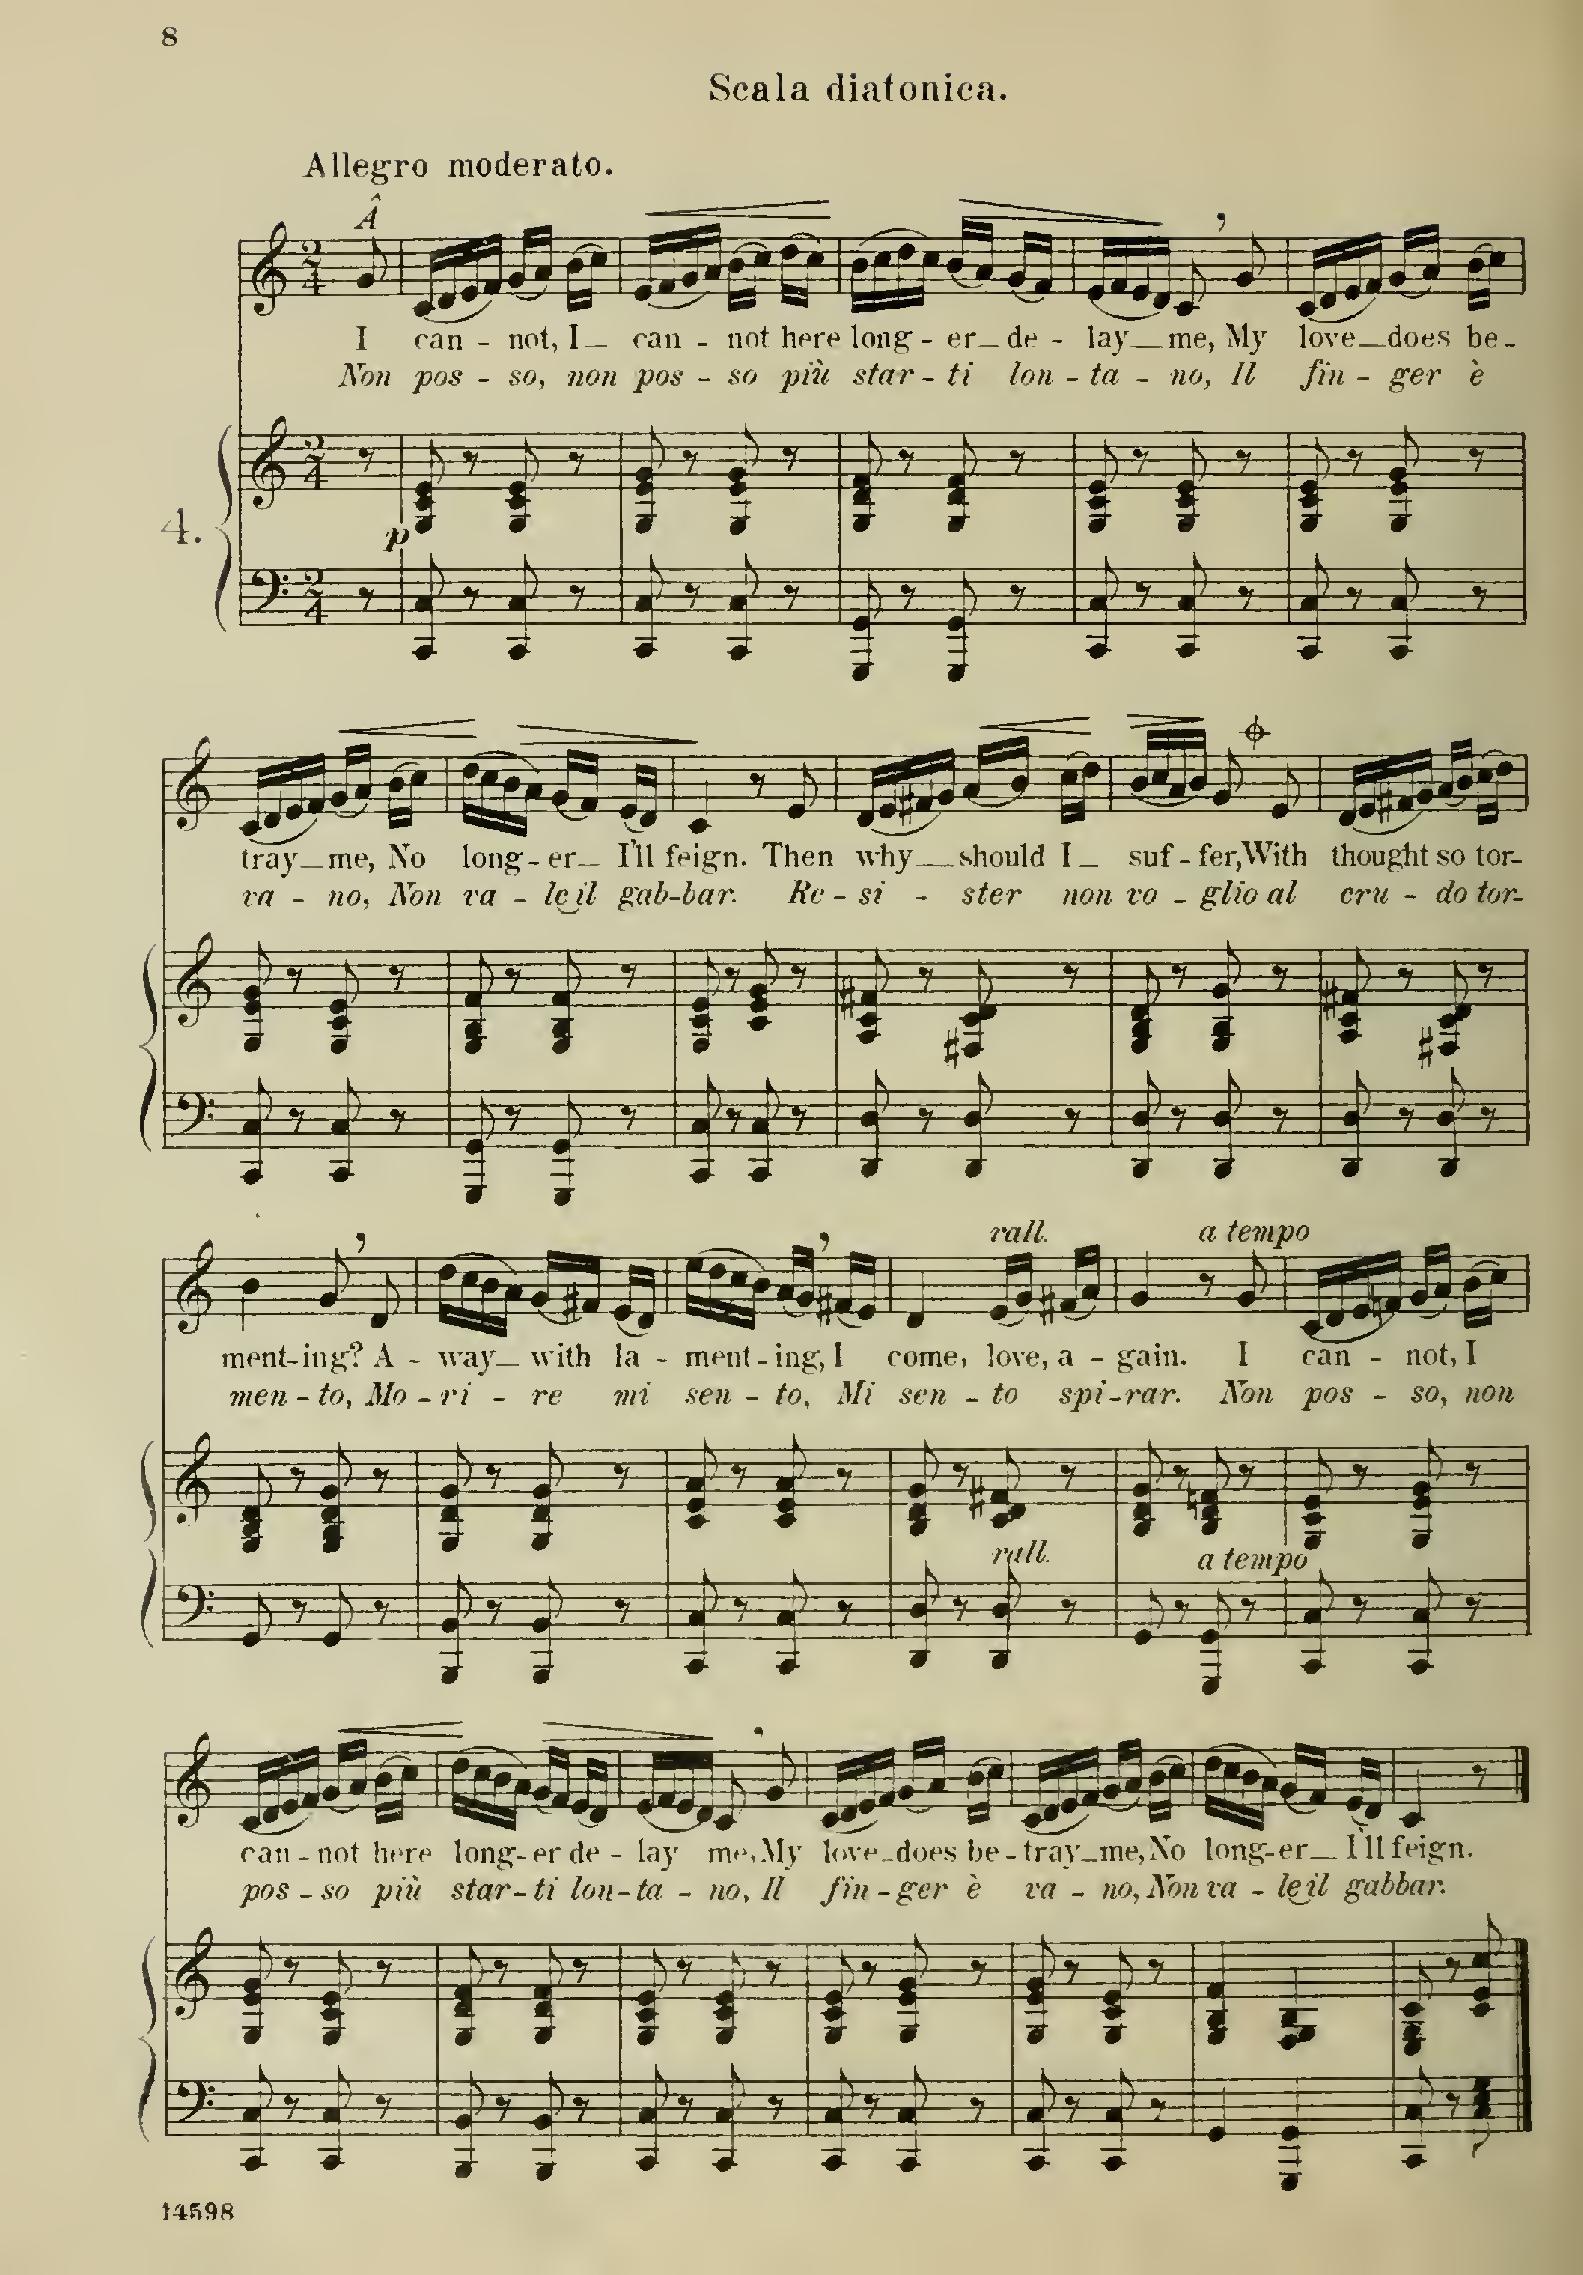 8
Scala diatonica.
Allegro moderato.
Â
I can - not, I can - not here long - er de - lay me, My love does be -
Non pos - so, non pos - so più star - ti lon - ta - no, Il fin - ger è
4.
p
tray me, No long - er I'll feign. Then why should I suf - fer, With thought so tor-
va - no, Non va - le il gab-bar. Re - si - ster non vo - glio al cru - do tor-
rall. a tempo
ment-ing? A - way with la - ment - ing, I come, love, a - gain. I can - not, I
men - to, Mo - ri - re mi sen - to, Mi sen - to spi-rar. Non pos - so, non
rall. a tempo
can - not here long-er de - lay me, My love does be - tray me, No long-er I'll feign.
pos - so più star-ti lon-ta - no, Il fin - ger è va - no, Non va - le il gabbar.
14598